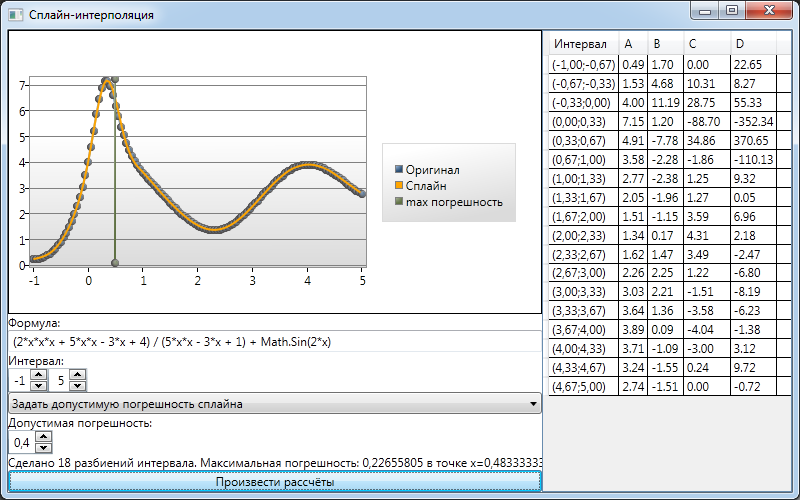 Сплайн-интерполяция
7
6
5
4
3
2
1
0
-1 0 1 2 3 4 5
Оригинал
Сплайн
max погрешность
Формула:
(2*x*x*x + 5*x*x - 3*x + 4) / (5*x*x - 3*x + 1) + Math.Sin(2*x)
Интервал:
-1 5
Задать допустимую погрешность сплайна
Допустимая погрешность:
0,4
Сделано 18 разбиений интервала. Максимальная погрешность: 0,22655805 в точке x=0,48333333
Произвести рассчёты
Интервал A B C D
(-1,00;-0,67) 0.49 1.70 0.00 22.65
(-0,67;-0,33) 1.53 4.68 10.31 8.27
(-0,33;0,00) 4.00 11.19 28.75 55.33
(0,00;0,33) 7.15 1.20 -88.70 -352.34
(0,33;0,67) 4.91 -7.78 34.86 370.65
(0,67;1,00) 3.58 -2.28 -1.86 -110.13
(1,00;1,33) 2.77 -2.38 1.25 9.32
(1,33;1,67) 2.05 -1.96 1.27 0.05
(1,67;2,00) 1.51 -1.15 3.59 6.96
(2,00;2,33) 1.34 0.17 4.31 2.18
(2,33;2,67) 1.62 1.47 3.49 -2.47
(2,67;3,00) 2.26 2.25 1.22 -6.80
(3,00;3,33) 3.03 2.21 -1.51 -8.19
(3,33;3,67) 3.64 1.36 -3.58 -6.23
(3,67;4,00) 3.89 0.09 -4.04 -1.38
(4,00;4,33) 3.71 -1.09 -3.00 3.12
(4,33;4,67) 3.24 -1.55 0.24 9.72
(4,67;5,00) 2.74 -1.51 0.00 -0.72